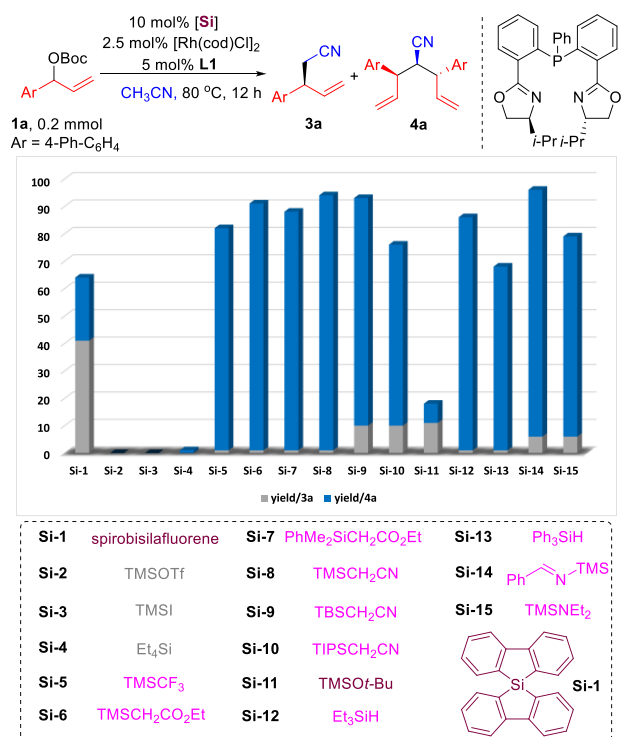 10 mol% [Si]
2.5 mol% [Rh(cod)Cl]2
5 mol% L1
CH3CN, 80 °C, 12 h
OBoc
Ar
1a, 0.2 mmol
Ar = 4-Ph-C6H4
CN
Ar
3a
+
CN
Ar
Ar
4a
Ph
P
O
N
N
O
i-Pr
i-Pr
100
90
80
70
60
50
40
30
20
10
0
Si-1 Si-2 Si-3 Si-4 Si-5 Si-6 Si-7 Si-8 Si-9 Si-10 Si-11 Si-12 Si-13 Si-14 Si-15
yield/3a yield/4a
Si-1 spirobisilafluorene
Si-2 TMSOTf
Si-3 TMSI
Si-4 Et4Si
Si-5 TMSCF3
Si-6 TMSCH2CO2Et
Si-7 PhMe2SiCH2CO2Et
Si-8 TMSCH2CN
Si-9 TBSCH2CN
Si-10 TIPSCH2CN
Si-11 TMSOt-Bu
Si-12 Et3SiH
Si-13 Ph3SiH
Si-14 Ph N TMS
Si-15 TMSNEt2
Si
Si-1